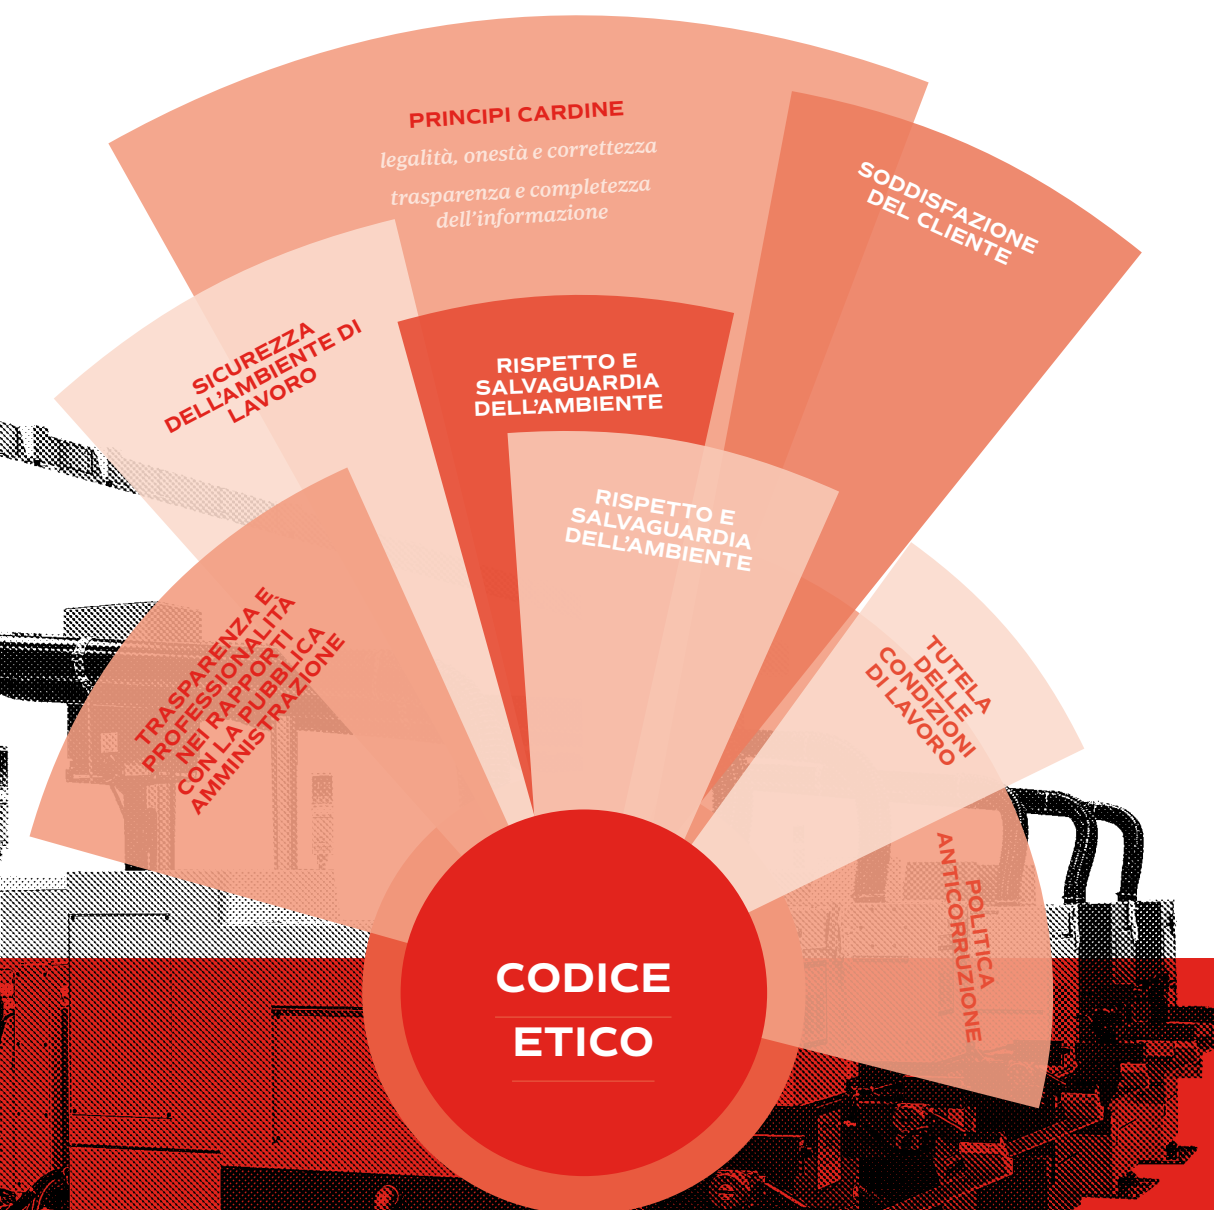 PRINCIPI CARDINE
legalità, onestà e correttezza
trasparenza e completezza
dell'informazione
SODDISFAZIONE
DEL CLIENTE
SICUREZZA
DELL'AMBIENTE DI
LAVORO
RISPETTO E
SALVAGUARDIA
DELL'AMBIENTE
RISPETTO E
SALVAGUARDIA
DELL'AMBIENTE
TRASPARENZA E
PROFESSIONALITÀ
NEI RAPPORTI
CON LA PUBBLICA
AMMINISTRAZIONE
TUTELA
DELLE
CONDIZIONI
DI LAVORO
POLITICA
ANTICORRUZIONE
CODICE
ETICO